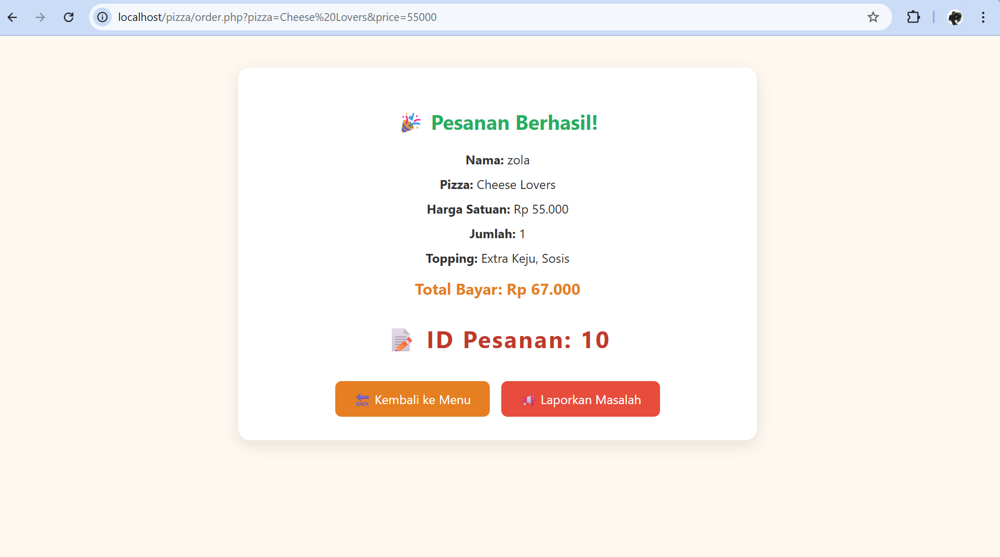 localhost/pizza/order.php?pizza=Cheese%20Lovers&price=55000
🎉 Pesanan Berhasil!
Nama: zola
Pizza: Cheese Lovers
Harga Satuan: Rp 55.000
Jumlah: 1
Topping: Extra Keju, Sosis
Total Bayar: Rp 67.000
📝 ID Pesanan: 10
🔙 Kembali ke Menu
📢 Laporkan Masalah